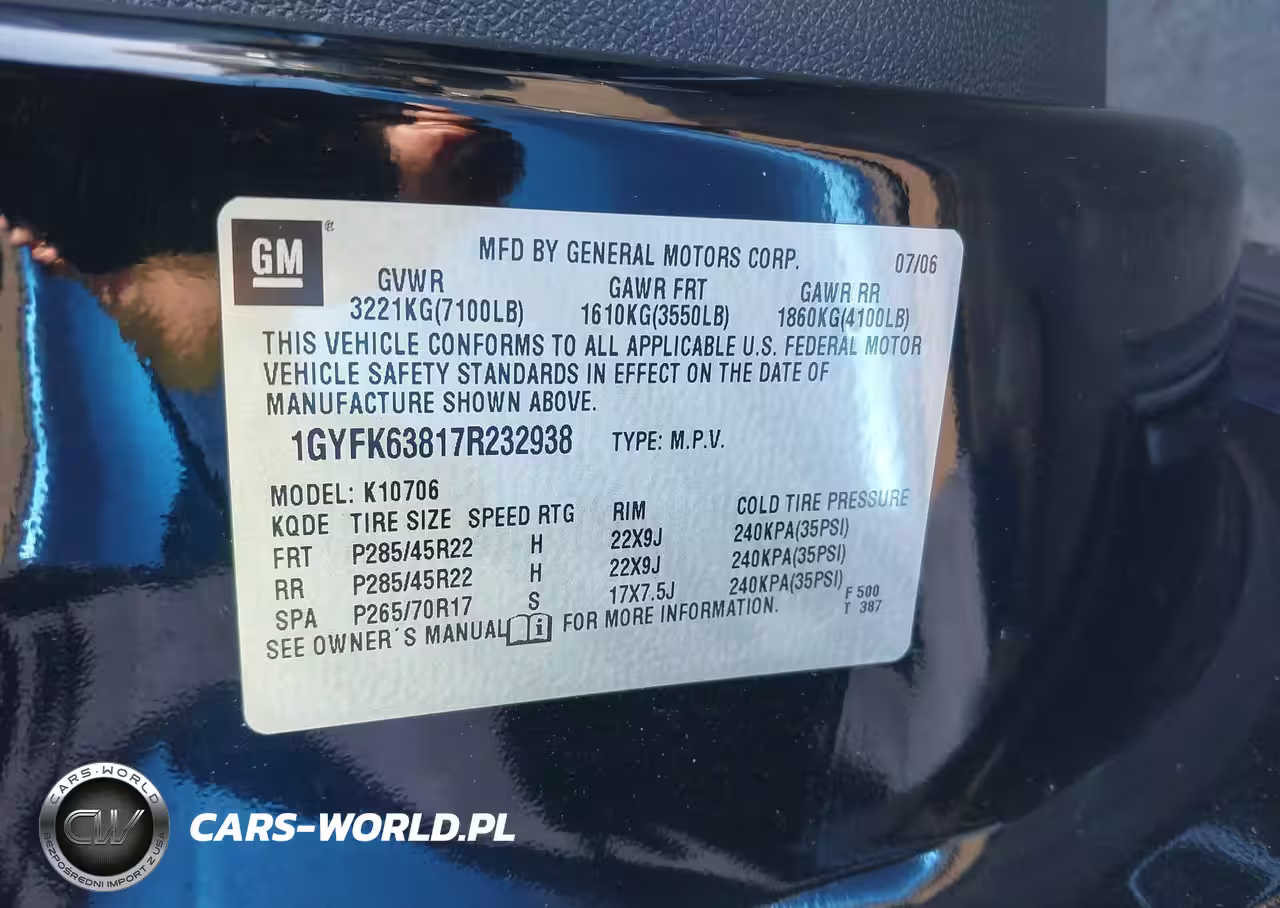 GM
MFD BY GENERAL MOTORS CORP. 07/06
GVWR GAWR FRT GAWR RR
3221KG(7100LB) 1610KG(3550LB) 1860KG(4100LB)
THIS VEHICLE CONFORMS TO ALL APPLICABLE U.S. FEDERAL MOTOR
VEHICLE SAFETY STANDARDS IN EFFECT ON THE DATE OF
MANUFACTURE SHOWN ABOVE.
1GYFK63817R232938 TYPE: M.P.V.
MODEL: K10706
KQDE TIRE SIZE SPEED RTG RIM COLD TIRE PRESSURE
FRT P285/45R22 H 22X9J 240KPA(35PSI)
RR P285/45R22 H 22X9J 240KPA(35PSI)
SPA P265/70R17 S 17X7.5J 240KPA(35PSI)
SEE OWNER´S MANUAL FOR MORE INFORMATION.
F 500
T 387
CARS-WORLD
CW
BEZPOŚREDNI IMPORT Z USA
CARS-WORLD.PL